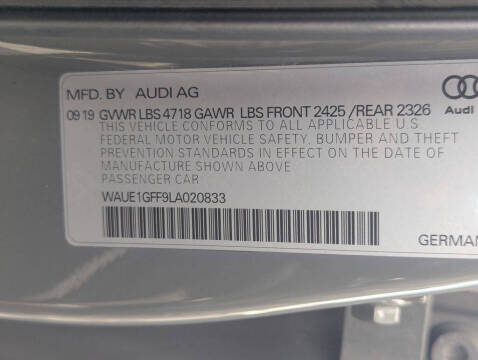 MFD. BY AUDI AG
09 19 GVWR LBS 4718 GAWR LBS FRONT 2425 /REAR 2326
Audi
THIS VEHICLE CONFORMS TO ALL APPLICABLE U.S.
FEDERAL MOTOR VEHICLE SAFETY, BUMPER AND THEFT
PREVENTION STANDARDS IN EFFECT ON THE DATE OF
MANUFACTURE SHOWN ABOVE
PASSENGER CAR
WAUE1GFF9LA020833
GERMAN